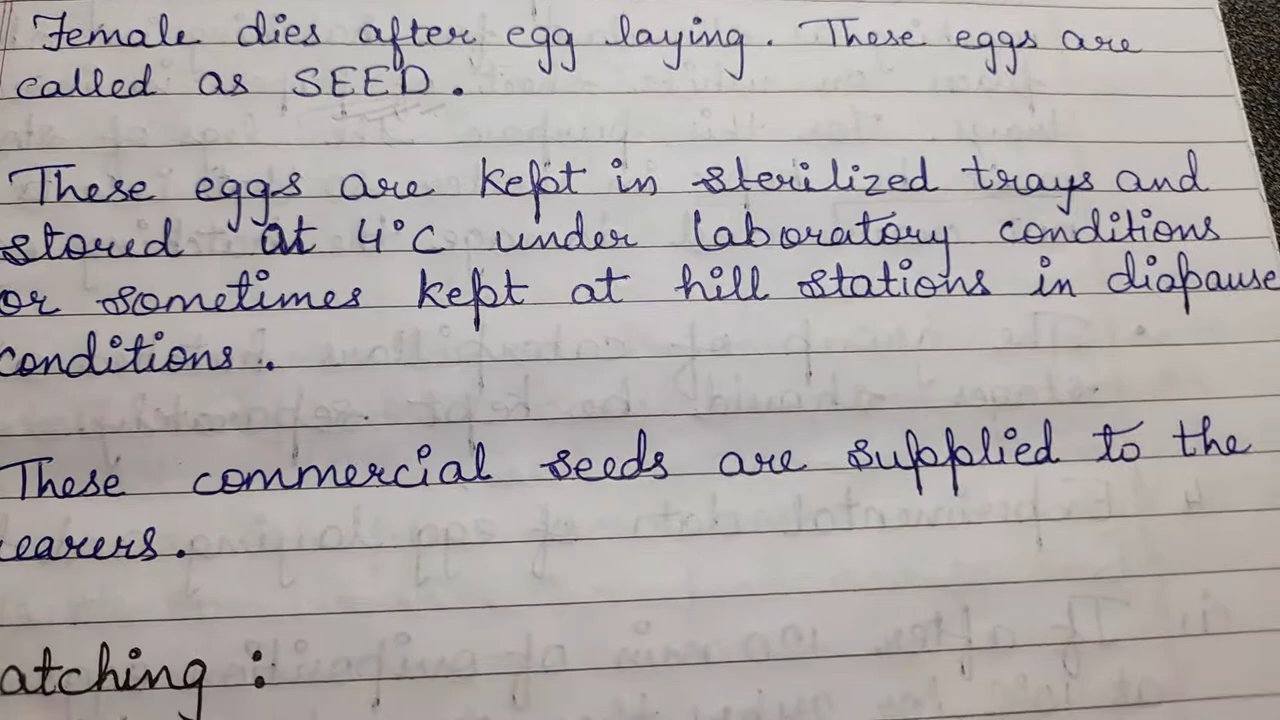 Female dies after egg laying. These eggs are
called as SEED.
These eggs are kept in sterilized trays and
stored at 4°C under laboratory conditions
or sometimes kept at hill stations in diapause
conditions.
These commercial seeds are supplied to the
earers.
atching :